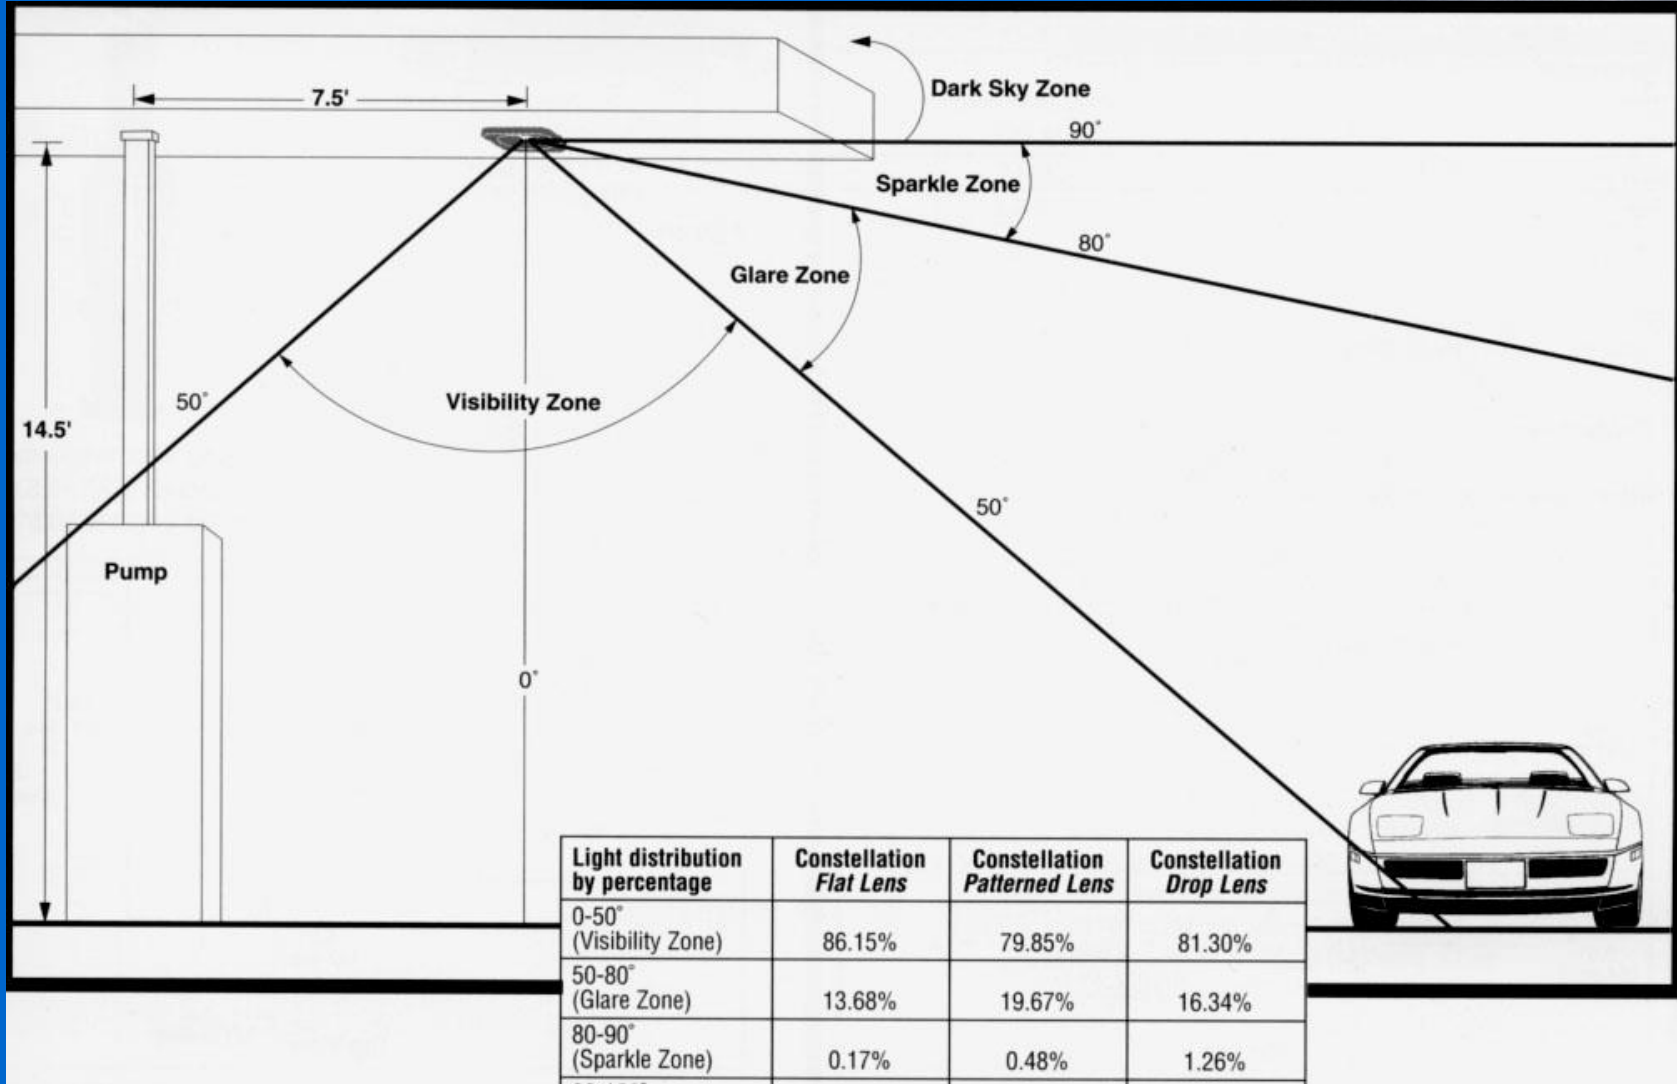 Dark Sky Zone
7.5'
90°
Sparkle Zone
80°
Glare Zone
50°
Visibility Zone
14.5'
50°
Pump
0°
Light distribution by percentage | Constellation Flat Lens | Constellation Patterned Lens | Constellation Drop Lens
0-50°
(Visibility Zone) 86.15% 79.85% 81.30%
50-80°
(Glare Zone) 13.68% 19.67% 16.34%
80-90°
(Sparkle Zone) 0.17% 0.48% 1.26%